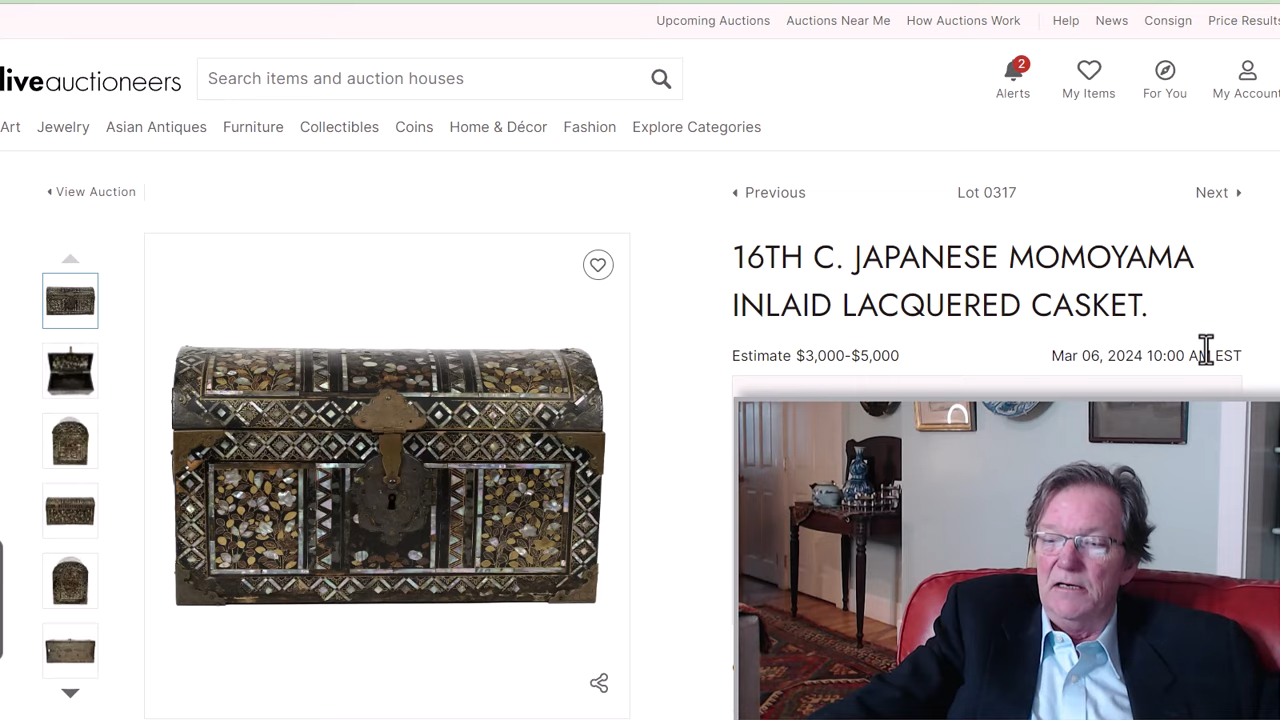 Upcoming Auctions Auctions Near Me How Auctions Work Help News Consign Price Results
liveauctioneers
Search items and auction houses
2
Alerts My Items For You My Account
Art Jewelry Asian Antiques Furniture Collectibles Coins Home & Décor Fashion Explore Categories
View Auction
Previous Lot 0317 Next
16TH C. JAPANESE MOMOYAMA
INLAID LACQUERED CASKET.
Estimate $3,000-$5,000 Mar 06, 2024 10:00 AM EST